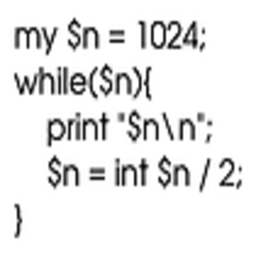 my $n = 1024;
while($n){
    print "$n\n";
    $n = int $n / 2;
}